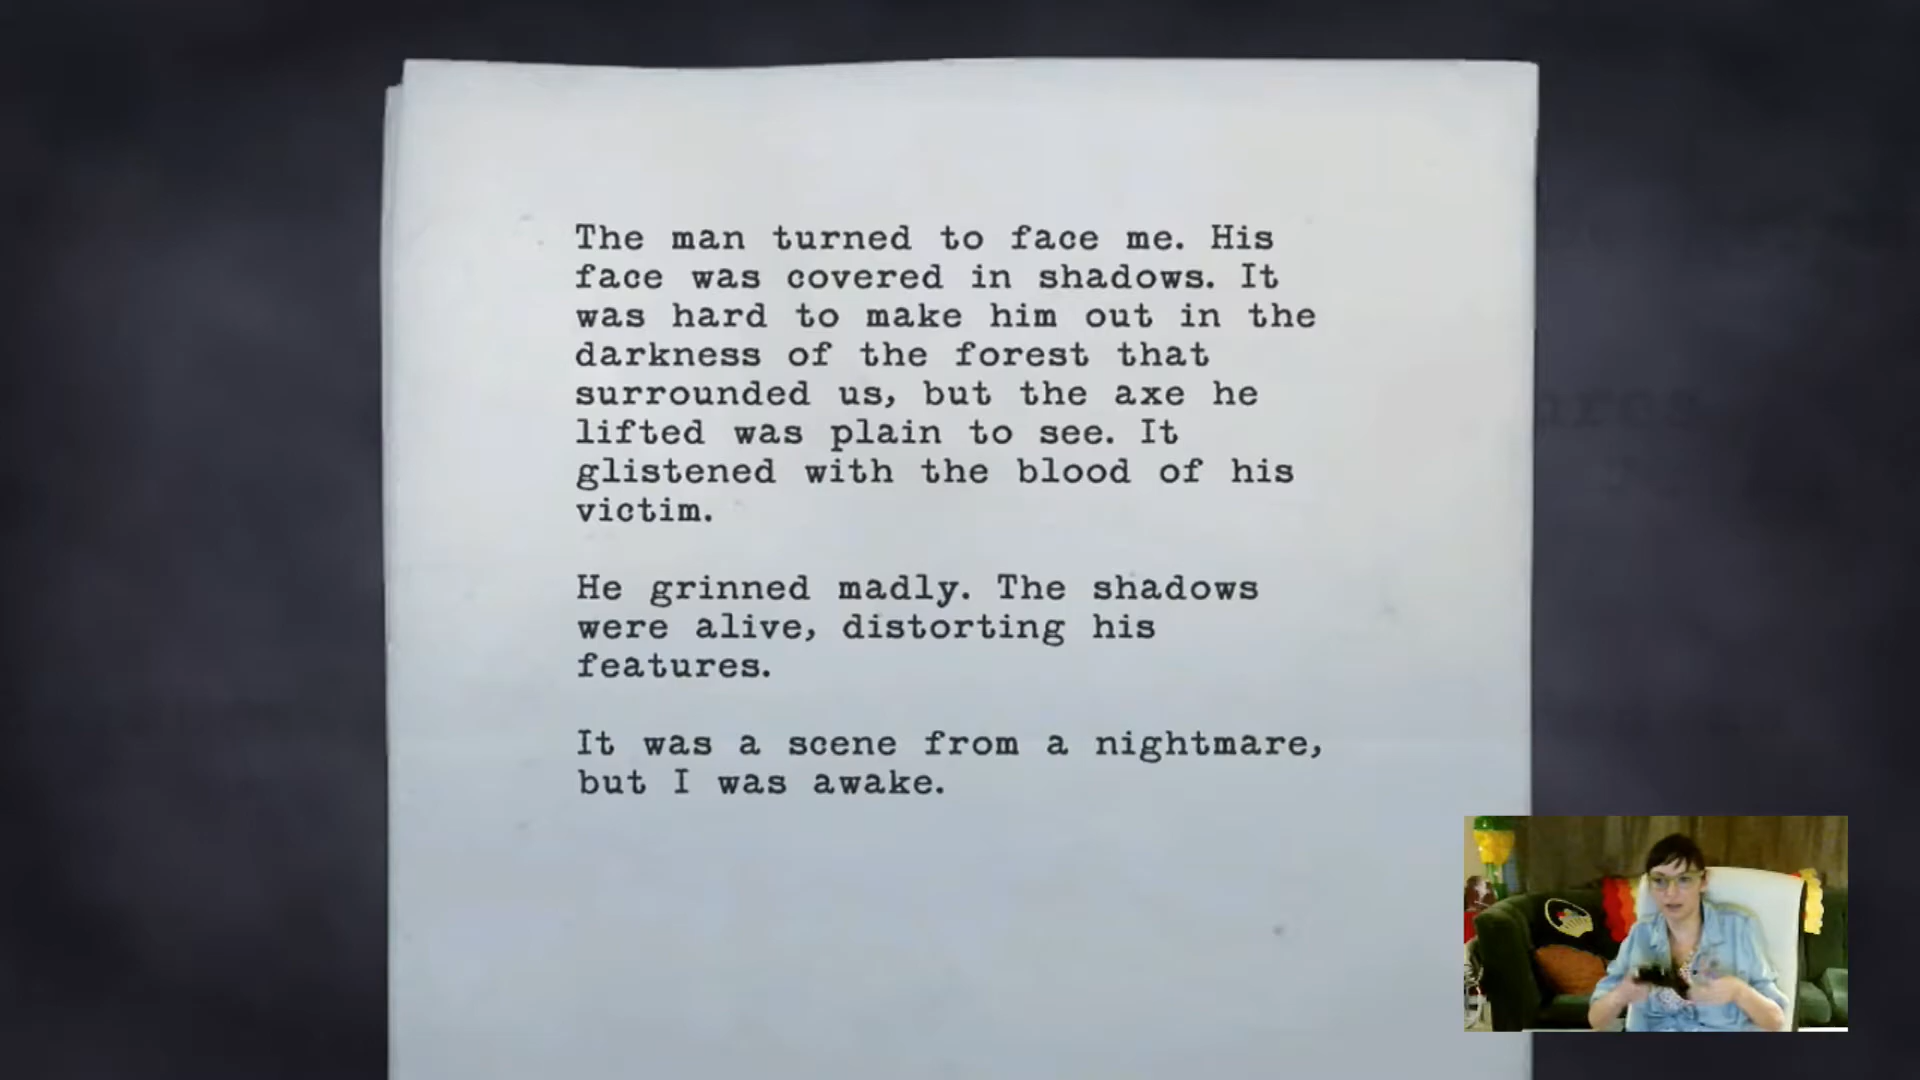 The man turned to face me. His
face was covered in shadows. It
was hard to make him out in the
darkness of the forest that
surrounded us, but the axe he
lifted was plain to see. It
glistened with the blood of his
victim.
He grinned madly. The shadows
were alive, distorting his
features.
It was a scene from a nightmare,
but I was awake.